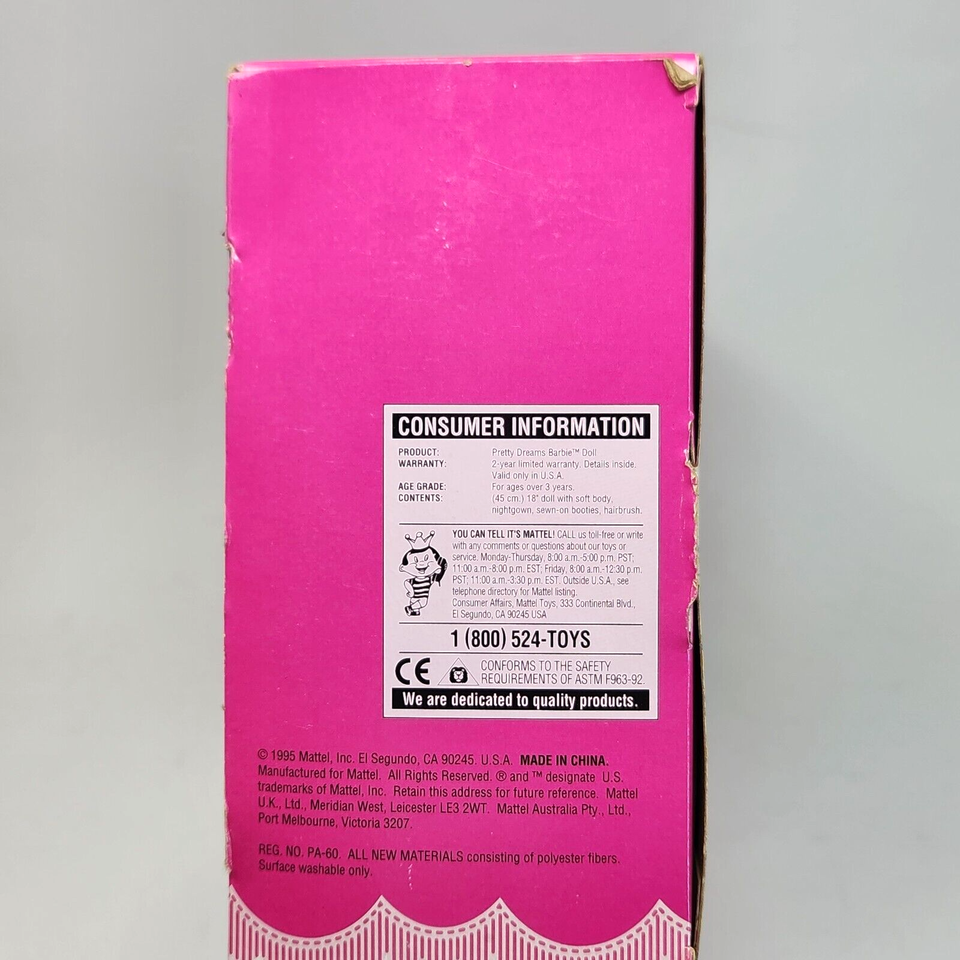 CONSUMER INFORMATION
PRODUCT: Pretty Dreams Barbie™ Doll
WARRANTY: 2-year limited warranty. Details inside.
Valid only in U.S.A.
AGE GRADE: For ages over 3 years.
CONTENTS: (45 cm.) 18" doll with soft body,
nightgown, sewn-on booties, hairbrush.
YOU CAN TELL IT'S MATTEL! CALL us toll-free or write
with any comments or questions about our toys or
service. Monday-Thursday, 8:00 a.m.-5:00 p.m. PST;
11:00 a.m.-8:00 p.m. EST; Friday, 8:00 a.m.-12:30 p.m.
PST; 11:00 a.m.-3:30 p.m. EST. Outside U.S.A., see
telephone directory for Mattel listing.
Consumer Affairs, Mattel Toys, 333 Continental Blvd.,
El Segundo, CA 90245 USA
1 (800) 524-TOYS
CE
CONFORMS TO THE SAFETY
REQUIREMENTS OF ASTM F963-92.
We are dedicated to quality products.
© 1995 Mattel, Inc. El Segundo, CA 90245. U.S.A. MADE IN CHINA.
Manufactured for Mattel. All Rights Reserved. ® and ™ designate U.S.
trademarks of Mattel, Inc. Retain this address for future reference. Mattel
U.K., Ltd., Meridian West, Leicester LE3 2WT. Mattel Australia Pty., Ltd.,
Port Melbourne, Victoria 3207.
REG. NO. PA-60. ALL NEW MATERIALS consisting of polyester fibers.
Surface washable only.